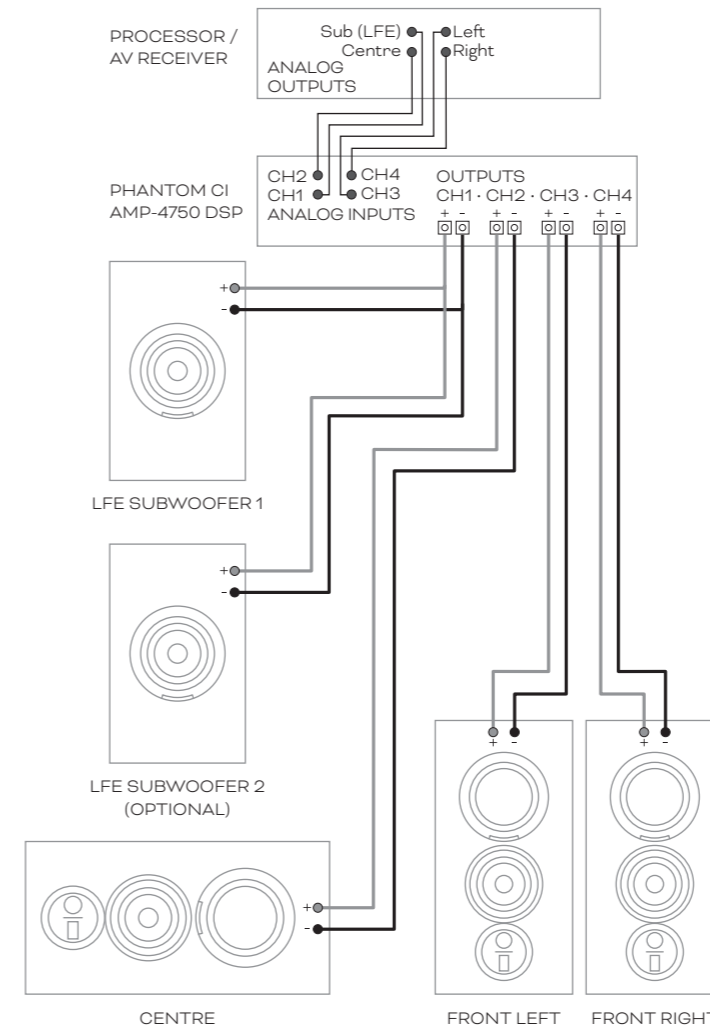 PROCESSOR /
AV RECEIVER
Sub (LFE) Left
Centre Right
ANALOG
OUTPUTS
PHANTOM CI
AMP-4750 DSP
CH2 CH4
CH1 CH3
ANALOG INPUTS
OUTPUTS
CH1 · CH2 · CH3 · CH4
+ - + - + - + -
+
-
LFE SUBWOOFER 1
+
-
LFE SUBWOOFER 2
(OPTIONAL)
+
-
CENTRE
+ -
FRONT LEFT
+ -
FRONT RIGHT